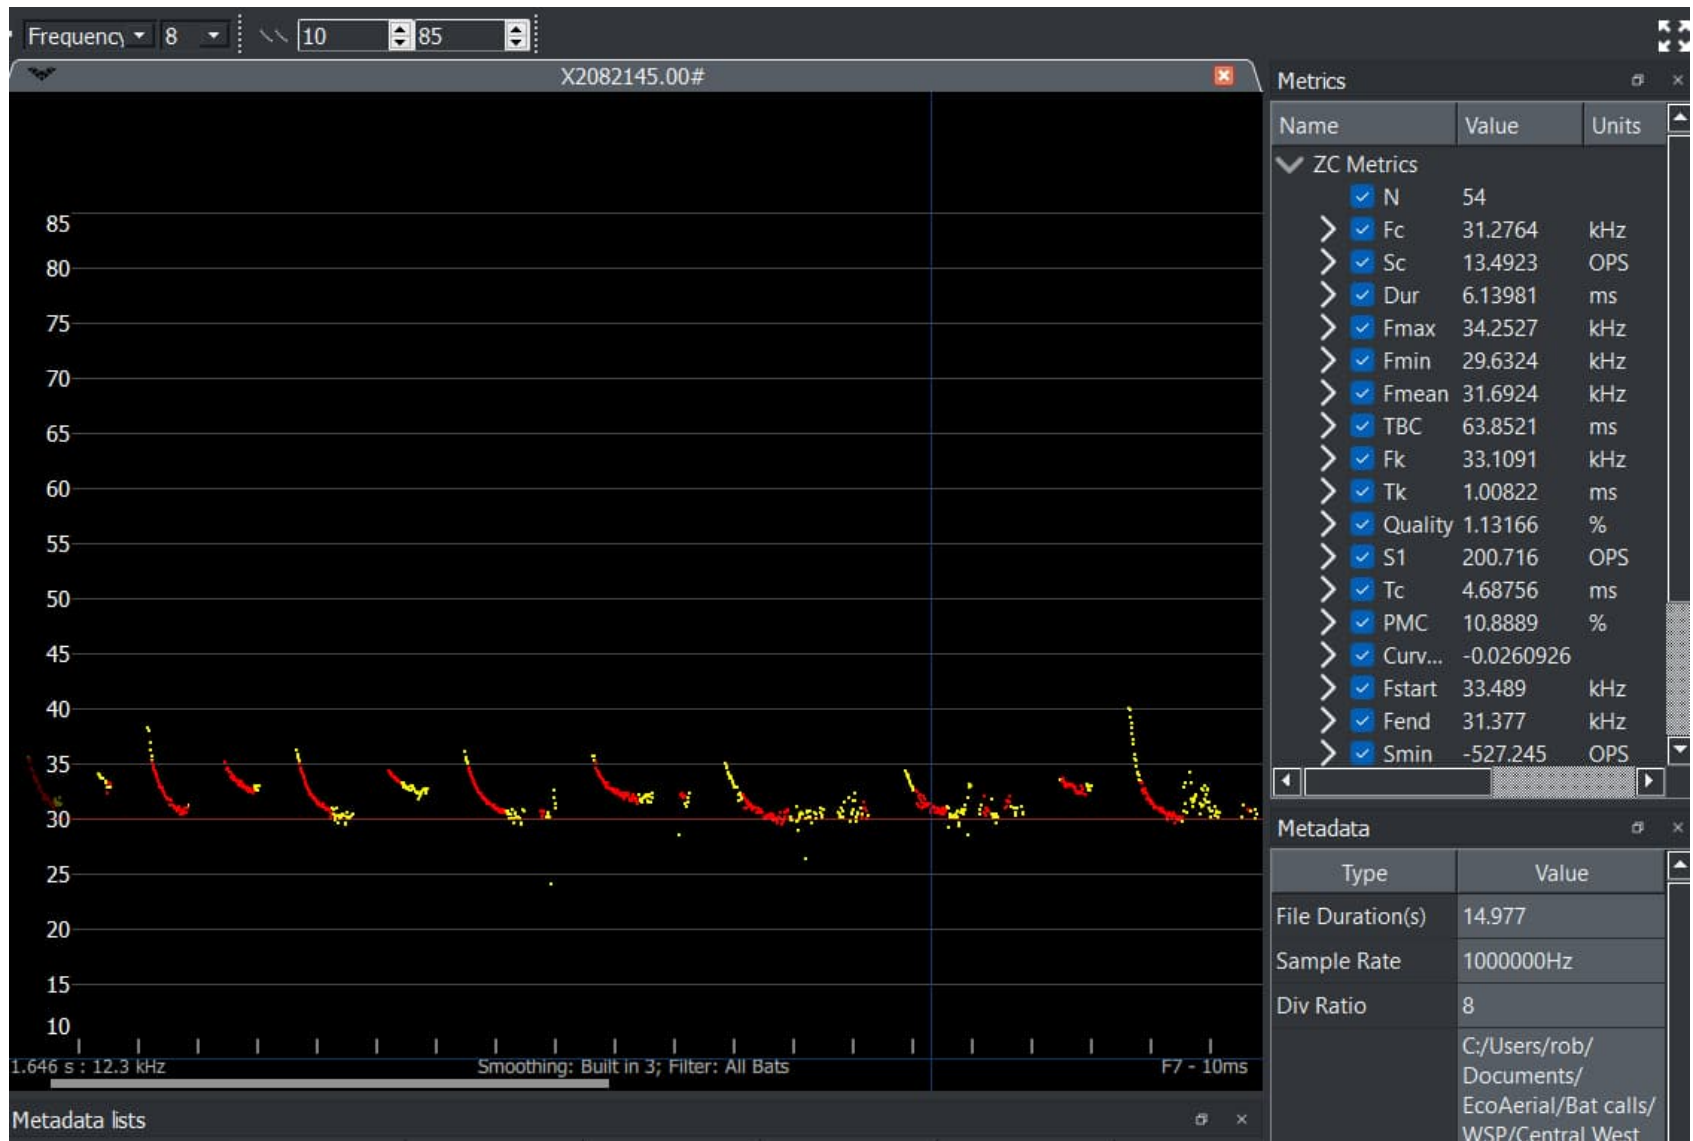 Frequency 8 10 85
X2082145.00#
85
80
75
70
65
60
55
50
45
40
35
30
25
20
15
10
1.646 s : 12.3 kHz Smoothing: Built in 3; Filter: All Bats F7 - 10ms
Metadata lists
Metrics
Name Value Units
ZC Metrics
N 54
Fc 31.2764 kHz
Sc 13.4923 OPS
Dur 6.13981 ms
Fmax 34.2527 kHz
Fmin 29.6324 kHz
Fmean 31.6924 kHz
TBC 63.8521 ms
Fk 33.1091 kHz
Tk 1.00822 ms
Quality 1.13166 %
S1 200.716 OPS
Tc 4.68756 ms
PMC 10.8889 %
Curv... -0.0260926
Fstart 33.489 kHz
Fend 31.377 kHz
Smin -527.245 OPS
Metadata
Type Value
File Duration(s) 14.977
Sample Rate 1000000Hz
Div Ratio 8
C:/Users/rob/
Documents/
EcoAerial/Bat calls/
WSP/Central West